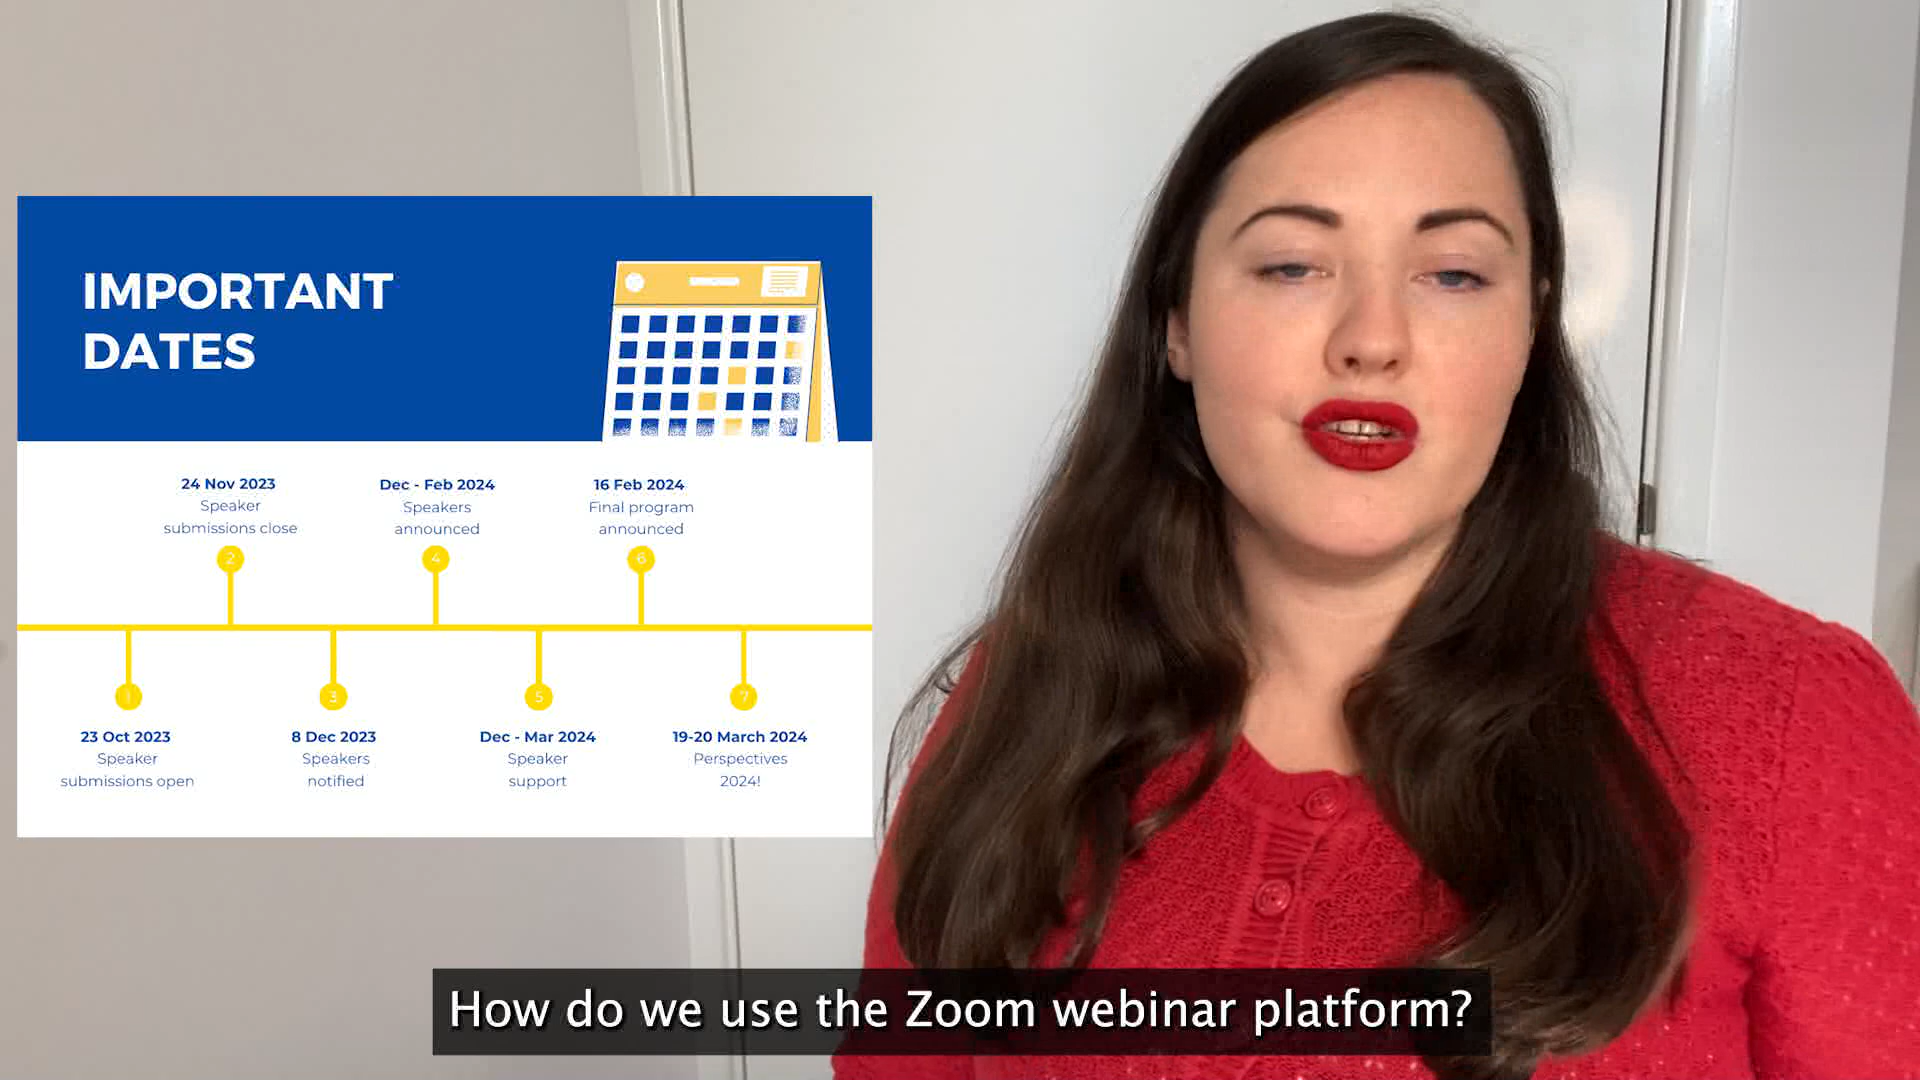 IMPORTANT
DATES
24 Nov 2023
Speaker
submissions close
Dec - Feb 2024
Speakers
announced
16 Feb 2024
Final program
announced
2
4
6
1
3
5
7
23 Oct 2023
Speaker
submissions open
8 Dec 2023
Speakers
notified
Dec - Mar 2024
Speaker
support
19-20 March 2024
Perspectives
2024!
How do we use the Zoom webinar platform?